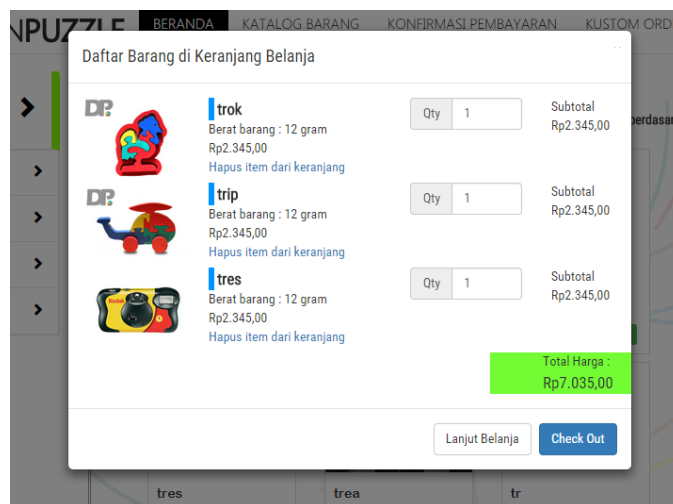 NPUZZLE BERANDA KATALOG BARANG KONFIRMASI PEMBAYARAN KUSTOM ORD
Daftar Barang di Keranjang Belanja
DP.
trok
Berat barang : 12 gram
Rp2.345,00
Hapus item dari keranjang
Qty 1
Subtotal
Rp2.345,00
perdasar
DP.
trip
Berat barang : 12 gram
Rp2.345,00
Hapus item dari keranjang
Qty 1
Subtotal
Rp2.345,00
Kodak
tres
Berat barang : 12 gram
Rp2.345,00
Hapus item dari keranjang
Qty 1
Subtotal
Rp2.345,00
Total Harga :
Rp7.035,00
Lanjut Belanja Check Out
tres trea tr